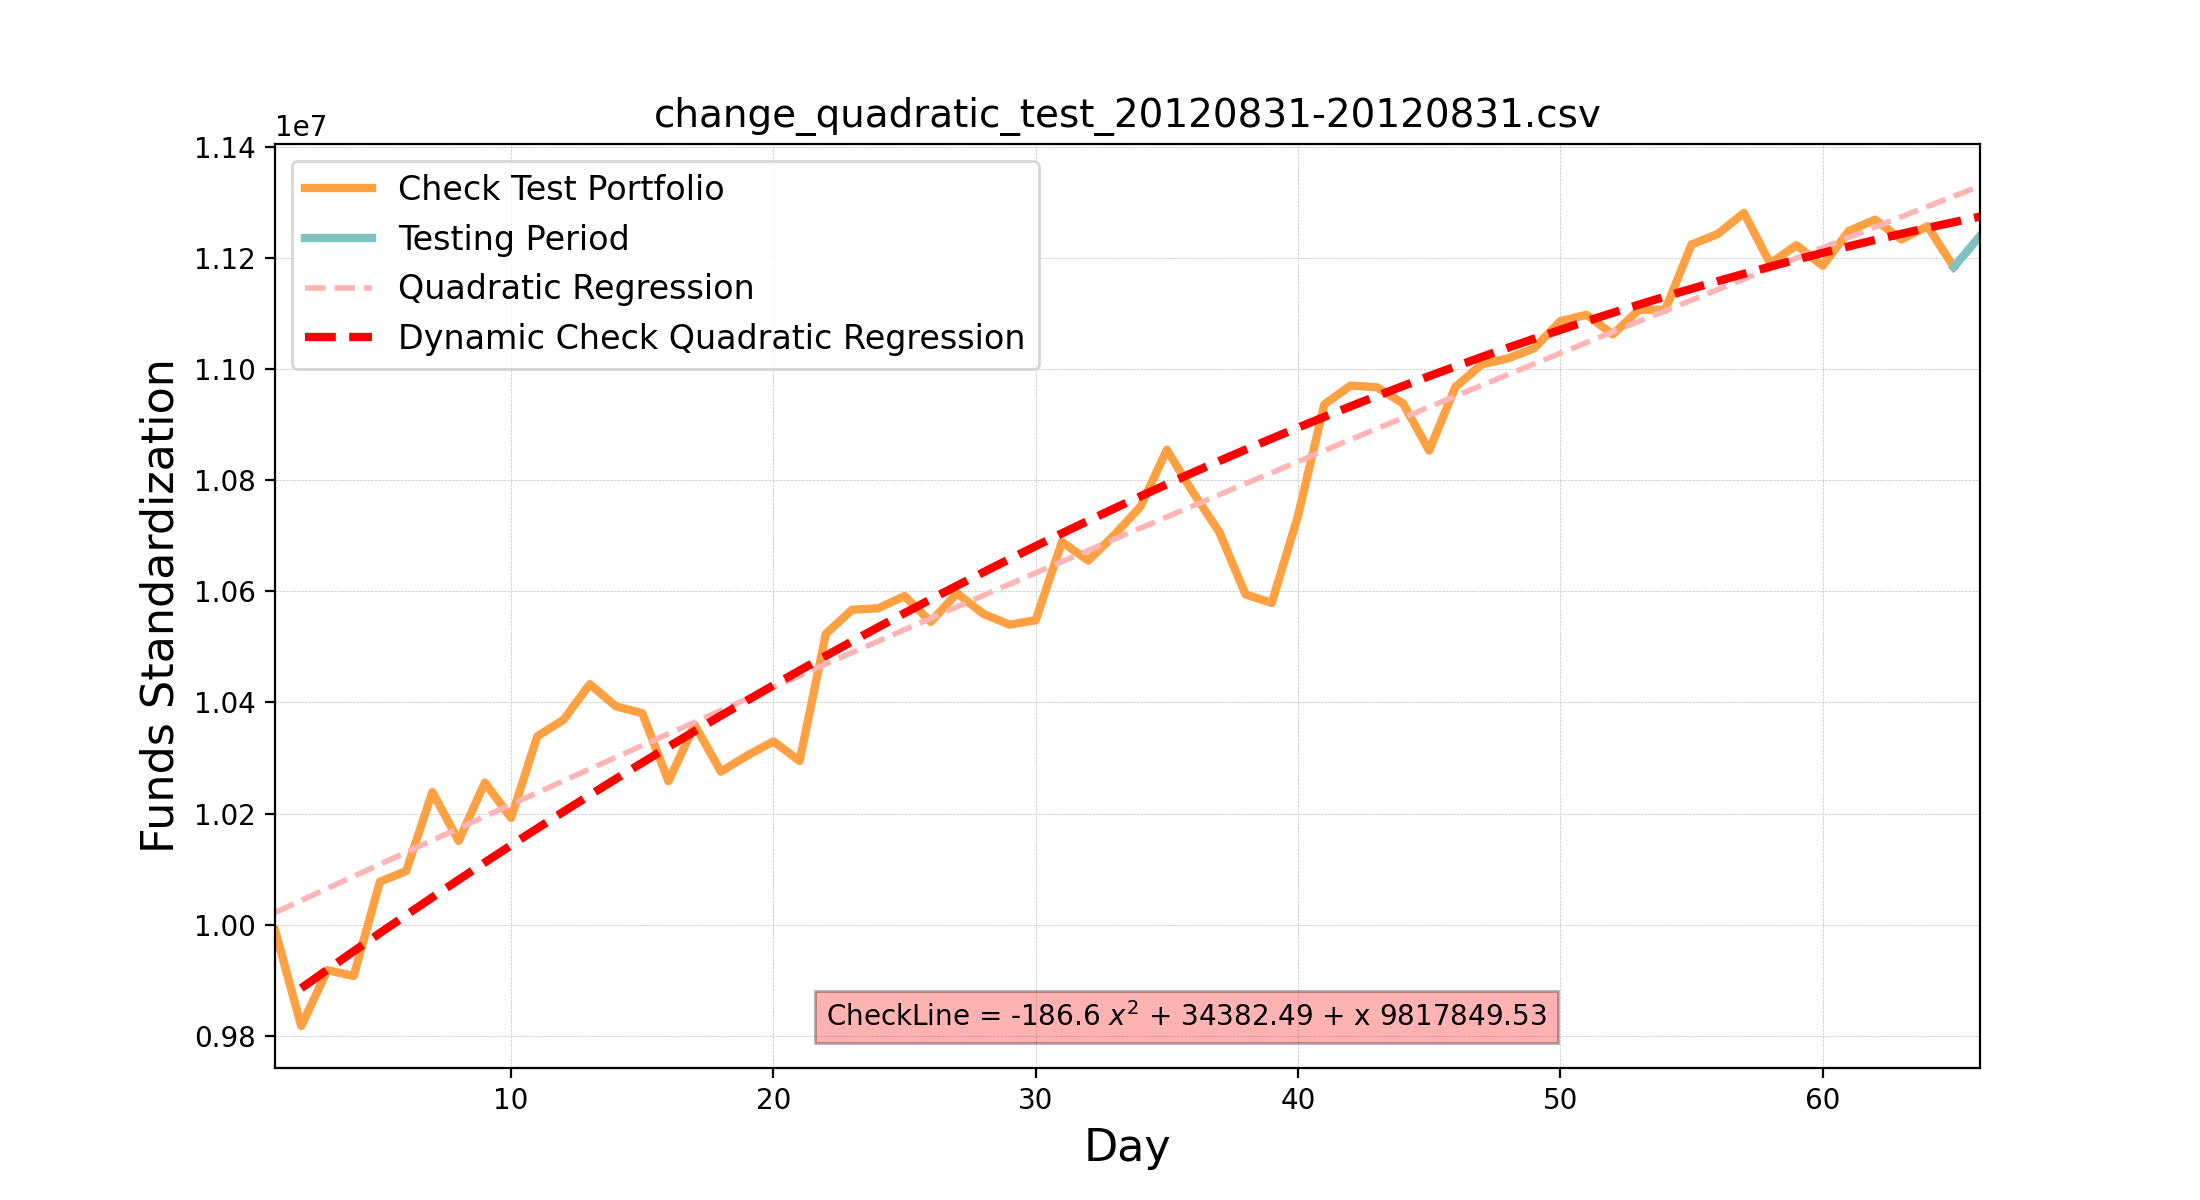 change_quadratic_test_20120831-20120831.csv
1e7
1.14
1.12
1.10
1.08
1.06
1.04
1.02
1.00
0.98
Funds Standardization
Check Test Portfolio
Testing Period
Quadratic Regression
Dynamic Check Quadratic Regression
CheckLine = -186.6 x² + 34382.49 + x 9817849.53
10 20 30 40 50 60
Day